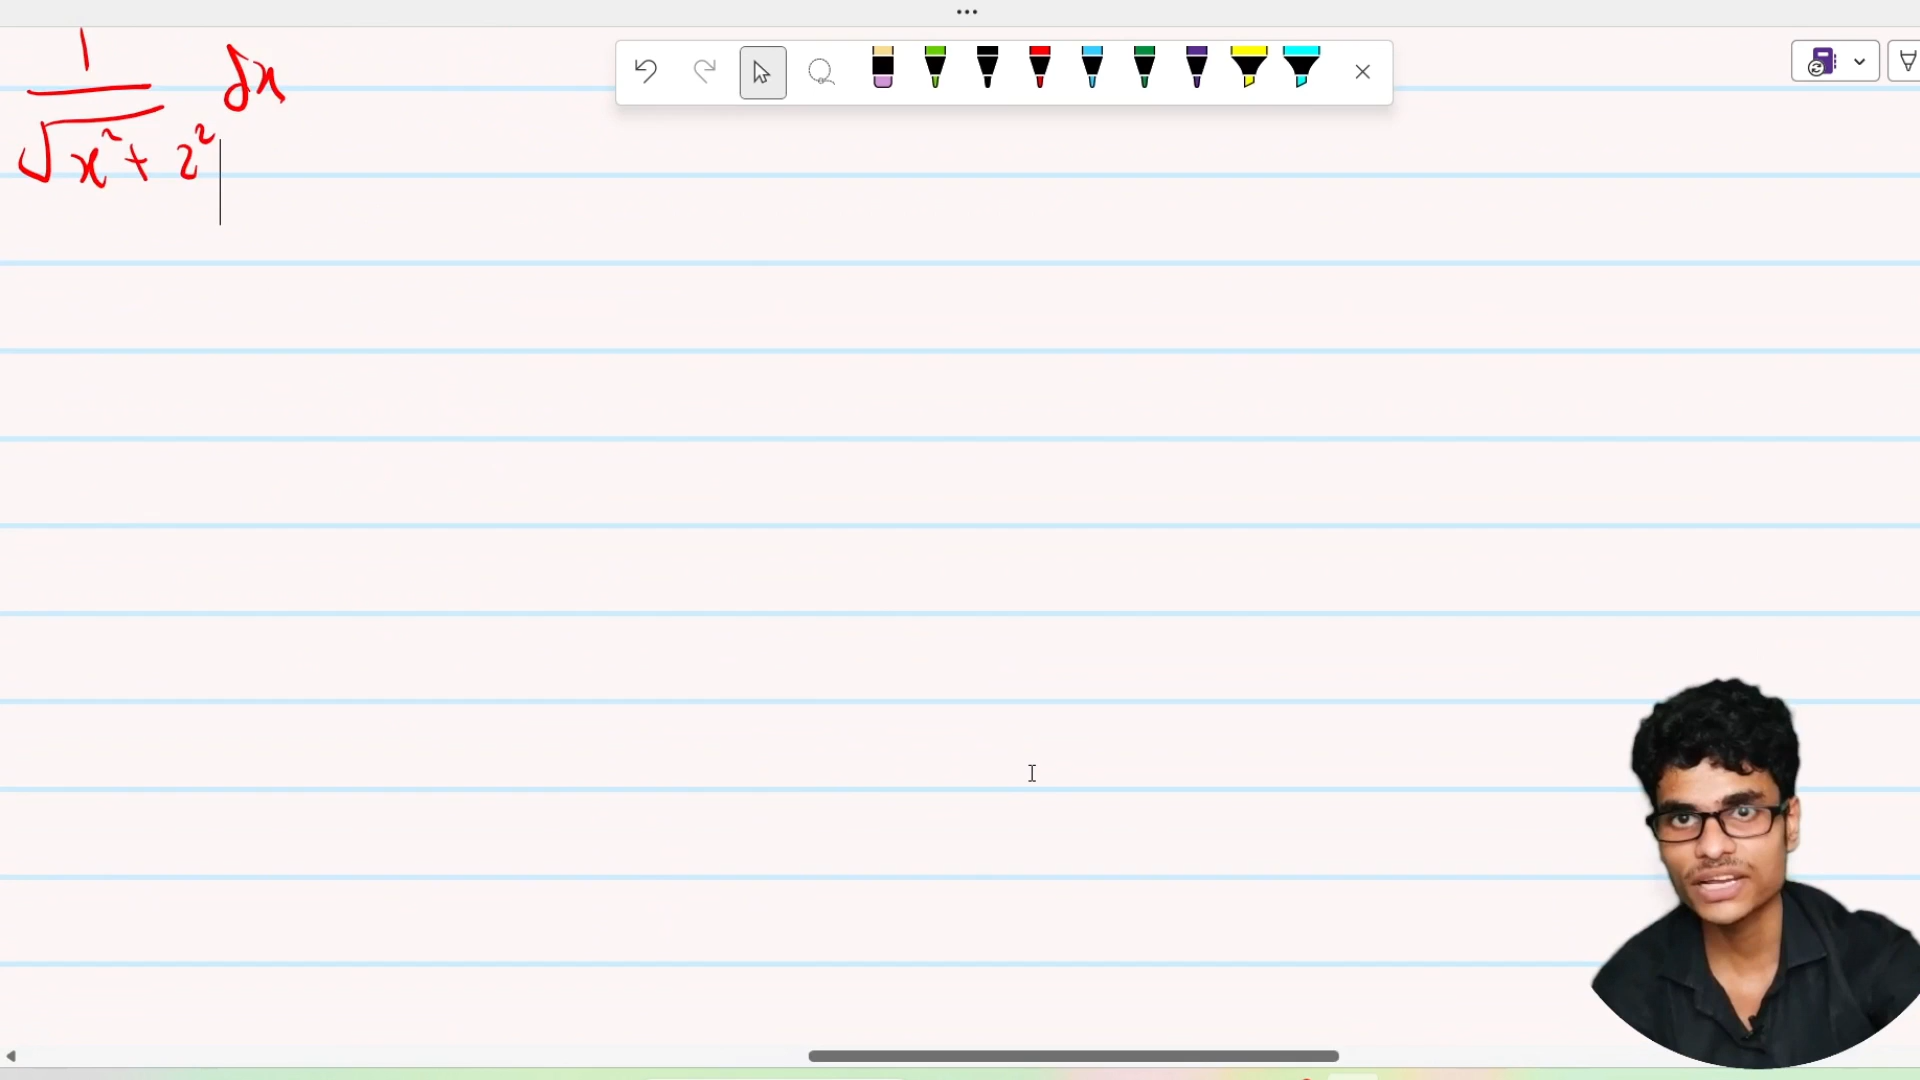 1
dx
√x²+ 2²